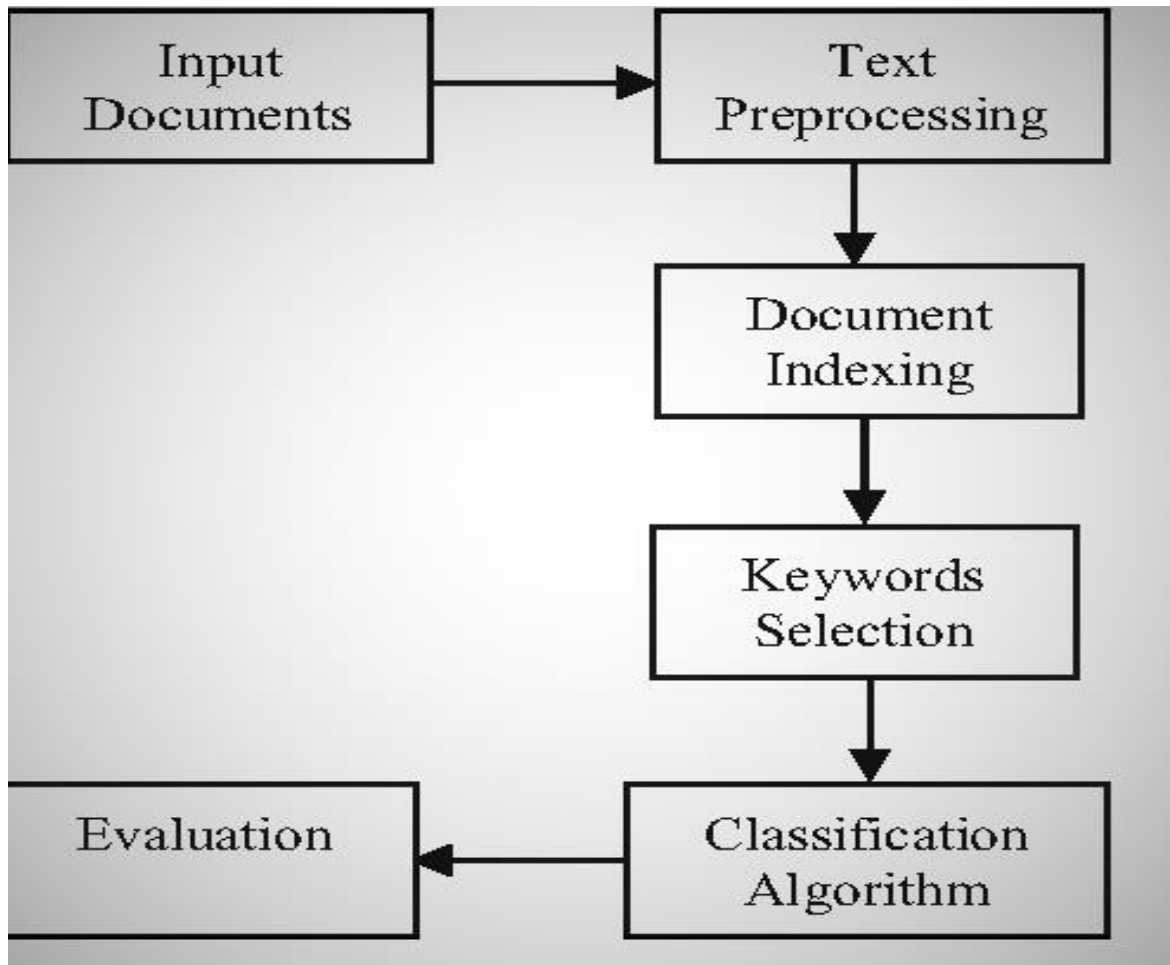 Input
Documents
Text
Preprocessing
Document
Indexing
Keywords
Selection
Classification
Algorithm
Evaluation